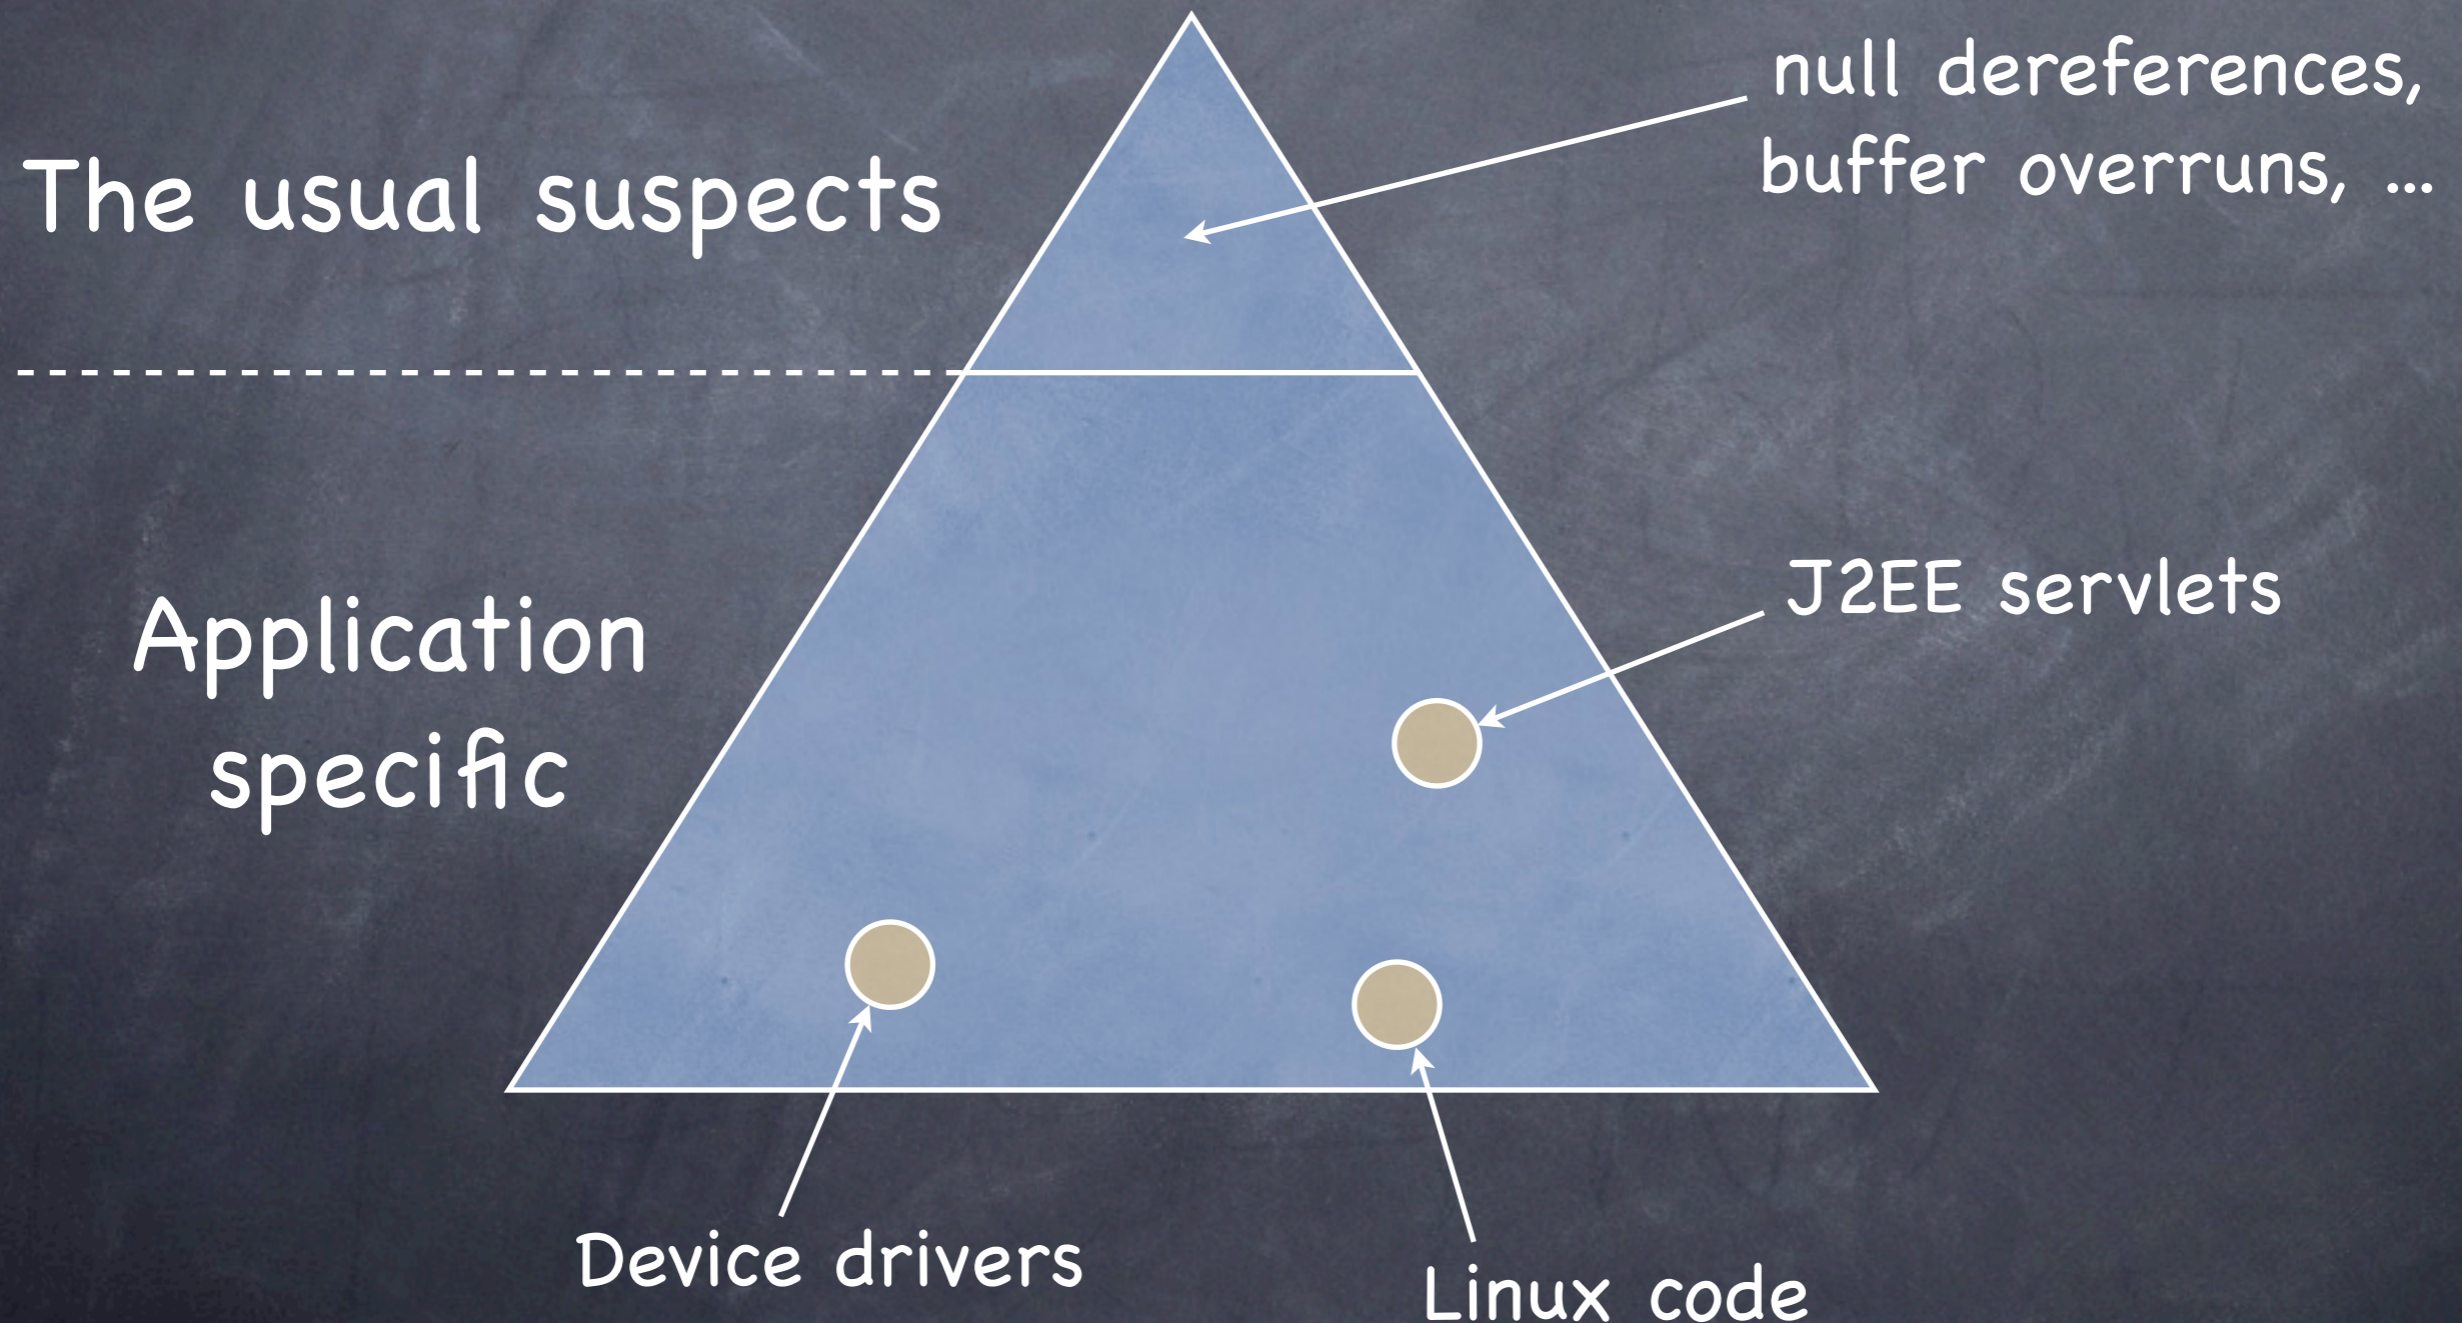 null dereferences,
buffer overruns, ...
The usual suspects
J2EE servlets
Application
specific
Device drivers
Linux code